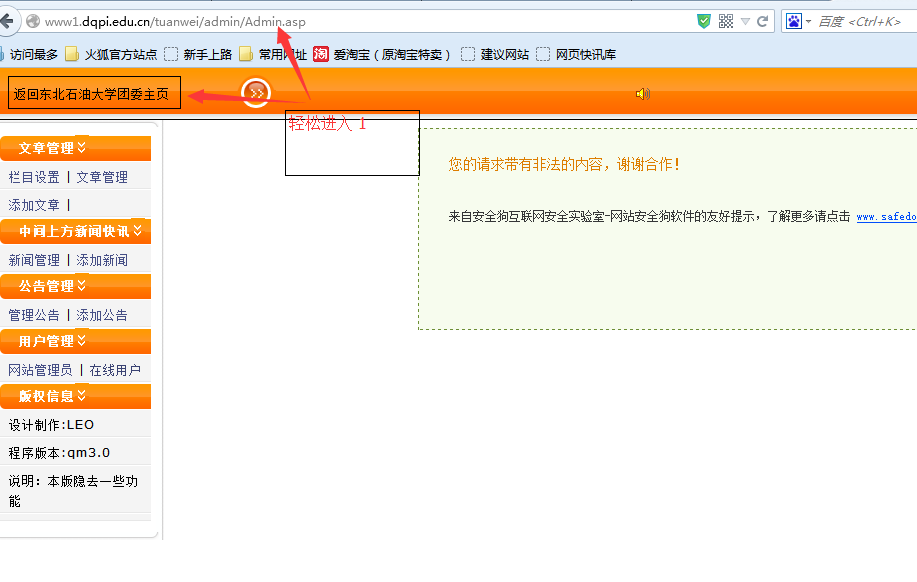 www1.dqpi.edu.cn/tuanwei/admin/Admin.asp
百度 <Ctrl+K>
访问最多 火狐官方站点 新手上路 常用网址 淘 爱淘宝（原淘宝特卖） 建议网站 网页快讯库
返回东北石油大学团委主页
轻松进入 1
文章管理
栏目设置 | 文章管理
添加文章 |
中间上方新闻快讯
新闻管理 | 添加新闻
公告管理
管理公告 | 添加公告
用户管理
网站管理员 | 在线用户
版权信息
设计制作:LEO
程序版本:qm3.0
说明：本版隐去一些功
能
您的请求带有非法的内容，谢谢合作！
来自安全狗互联网安全实验室-网站安全狗软件的友好提示，了解更多请点击 www.safedo